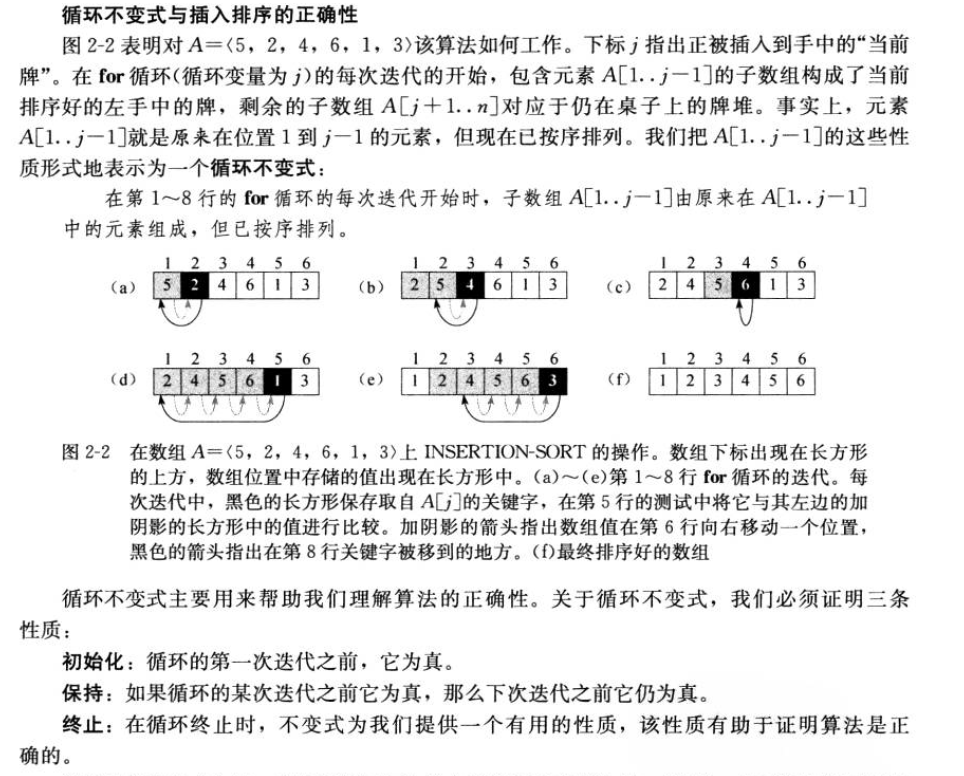 循环不变式与插入排序的正确性
图 2-2 表明对 A=〈5，2，4，6，1，3〉该算法如何工作。下标 j 指出正被插入到手中的“当前
牌”。在 for 循环(循环变量为 j)的每次迭代的开始，包含元素 A[1..j−1]的子数组构成了当前
排序好的左手中的牌，剩余的子数组 A[j+1..n]对应于仍在桌子上的牌堆。事实上，元素
A[1..j−1]就是原来在位置 1 到 j−1 的元素，但现在已按序排列。我们把 A[1..j−1]的这些性
质形式地表示为一个循环不变式：
在第 1～8 行的 for 循环的每次迭代开始时，子数组 A[1..j−1]由原来在 A[1..j−1]
中的元素组成，但已按序排列。
1 2 3 4 5 6
(a) 5 2 4 6 1 3
1 2 3 4 5 6
(b) 2 5 4 6 1 3
1 2 3 4 5 6
(c) 2 4 5 6 1 3
1 2 3 4 5 6
(d) 2 4 5 6 1 3
1 2 3 4 5 6
(e) 1 2 4 5 6 3
1 2 3 4 5 6
(f) 1 2 3 4 5 6
图 2-2 在数组 A=〈5，2，4，6，1，3〉上 INSERTION-SORT 的操作。数组下标出现在长方形
的上方，数组位置中存储的值出现在长方形中。(a)～(e)第 1～8 行 for 循环的迭代。每
次迭代中，黑色的长方形保存取自 A[j]的关键字，在第 5 行的测试中将它与其左边的加
阴影的长方形中的值进行比较。加阴影的箭头指出数组值在第 6 行向右移动一个位置，
黑色的箭头指出在第 8 行关键字被移到的地方。(f)最终排序好的数组
循环不变式主要用来帮助我们理解算法的正确性。关于循环不变式，我们必须证明三条
性质：
初始化：循环的第一次迭代之前，它为真。
保持：如果循环的某次迭代之前它为真，那么下次迭代之前它仍为真。
终止：在循环终止时，不变式为我们提供一个有用的性质，该性质有助于证明算法是正
确的。